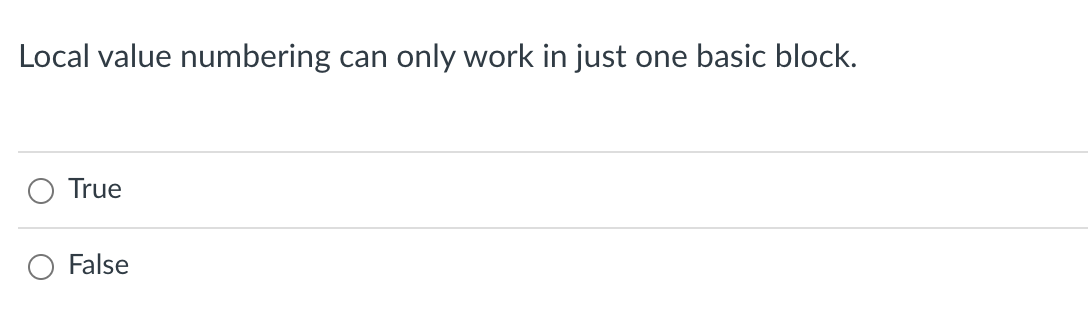 Local value numbering can only work in just one basic block.
True
False